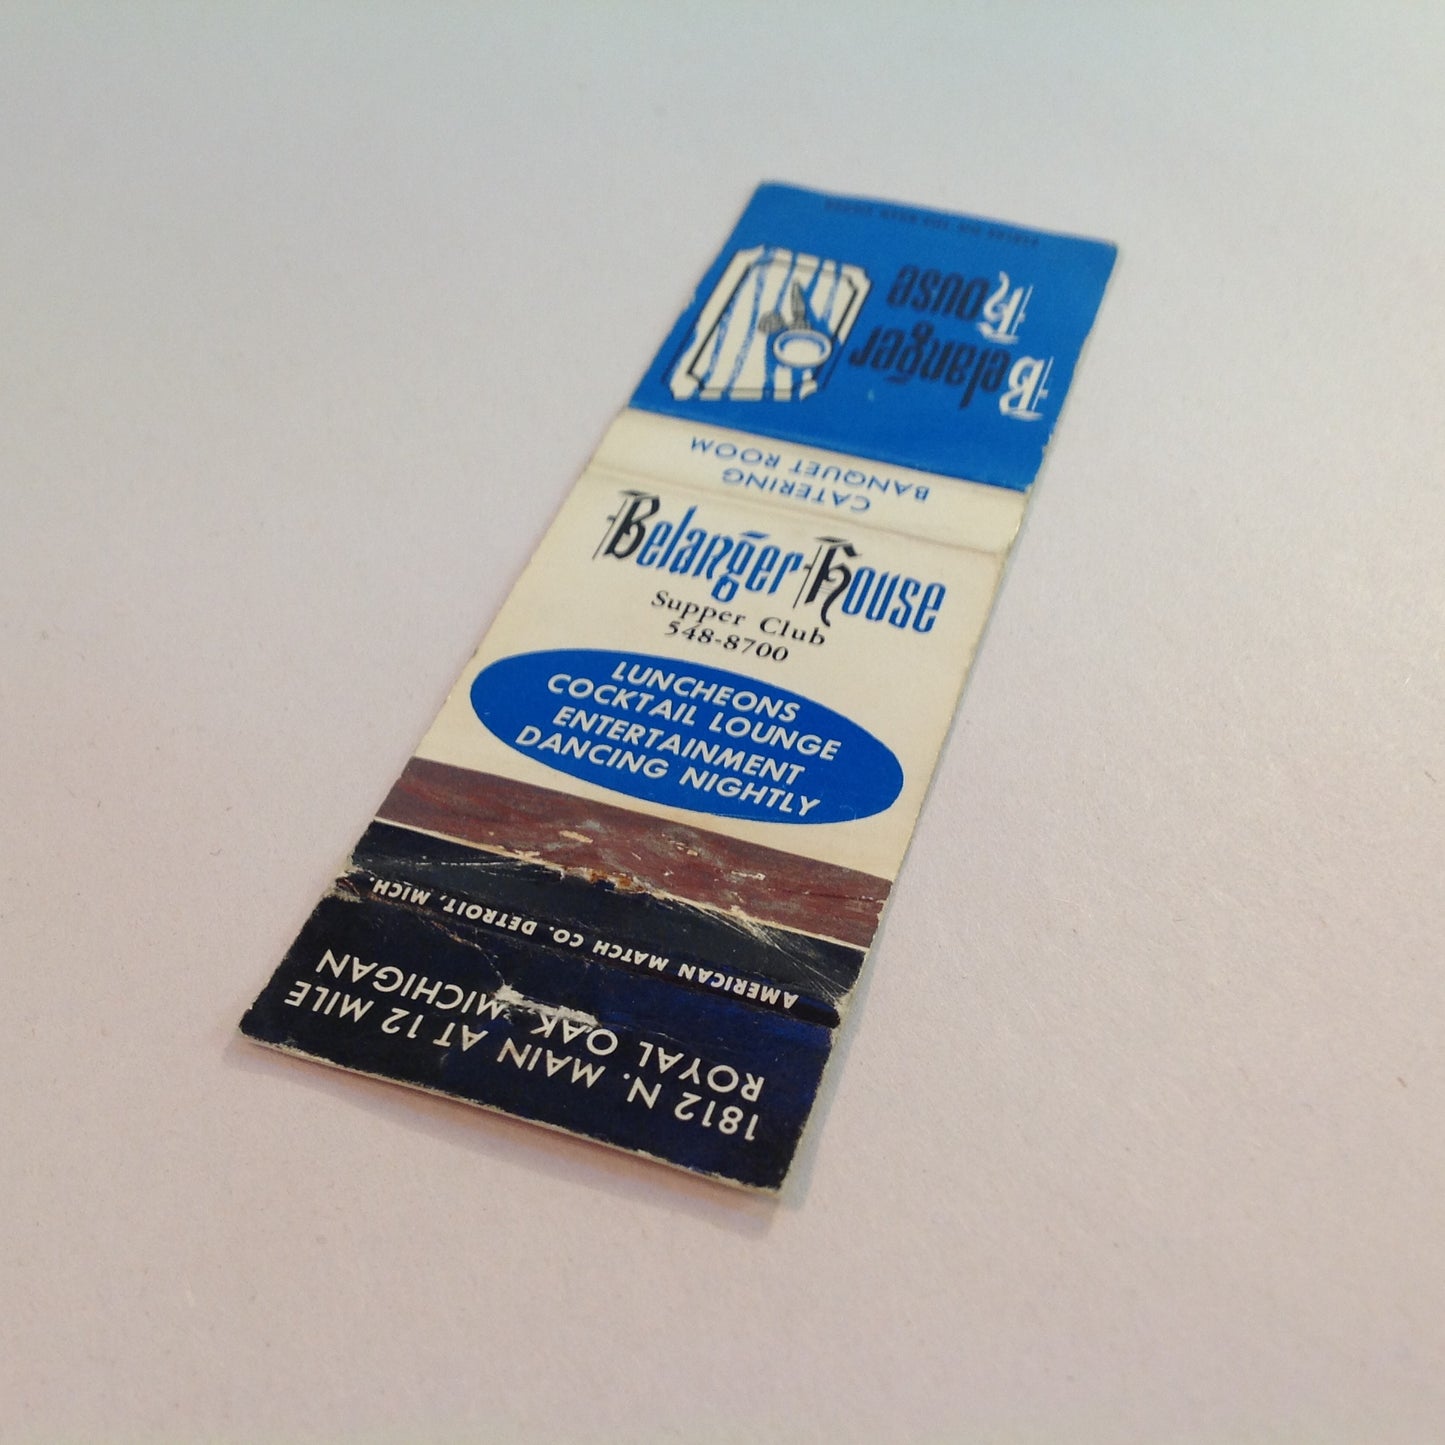 Belanger
House
CATERING
BANQUET ROOM
Belanger House
Supper Club
548-8700
LUNCHEONS
COCKTAIL LOUNGE
ENTERTAINMENT
DANCING NIGHTLY
AMERICAN MATCH CO. DETROIT, MICH.
1812 N. MAIN AT 12 MILE
ROYAL OAK, MICHIGAN